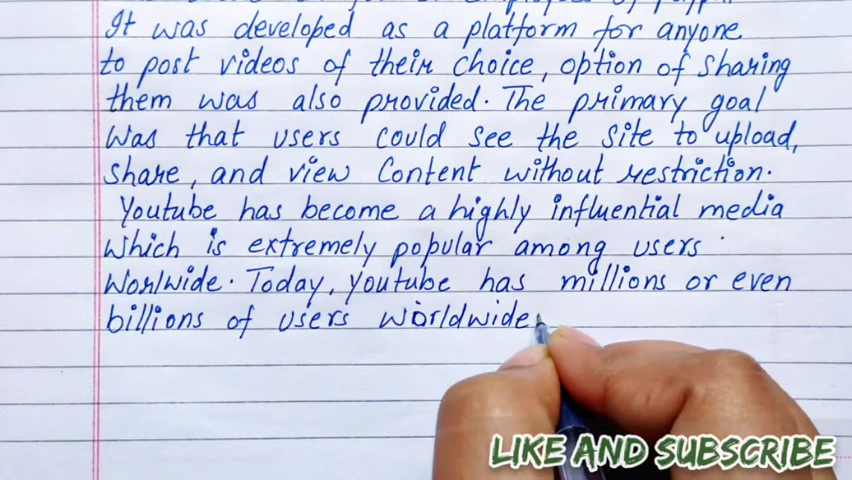 It was developed as a platform for anyone
to post videos of their choice, option of sharing
them was also provided. The primary goal
was that users could see the site to upload,
share, and view content without restriction.
Youtube has become a highly influential media
which is extremely popular among users
Worlwide. Today, youtube has millions or even
billions of users worldwide
LIKE AND SUBSCRIBE